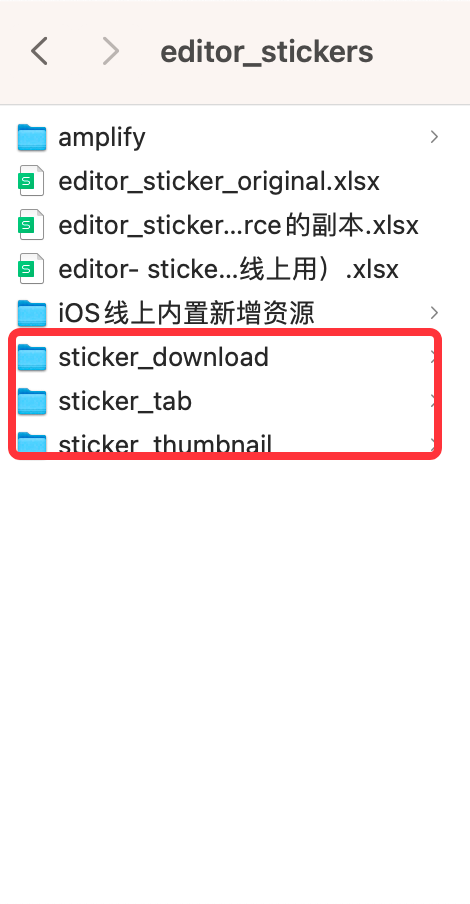 editor_stickers
amplify
editor_sticker_original.xlsx
editor_sticker...rce的副本.xlsx
editor- sticke...线上用）.xlsx
iOS线上内置新增资源
sticker_download
sticker_tab
sticker_thumbnail